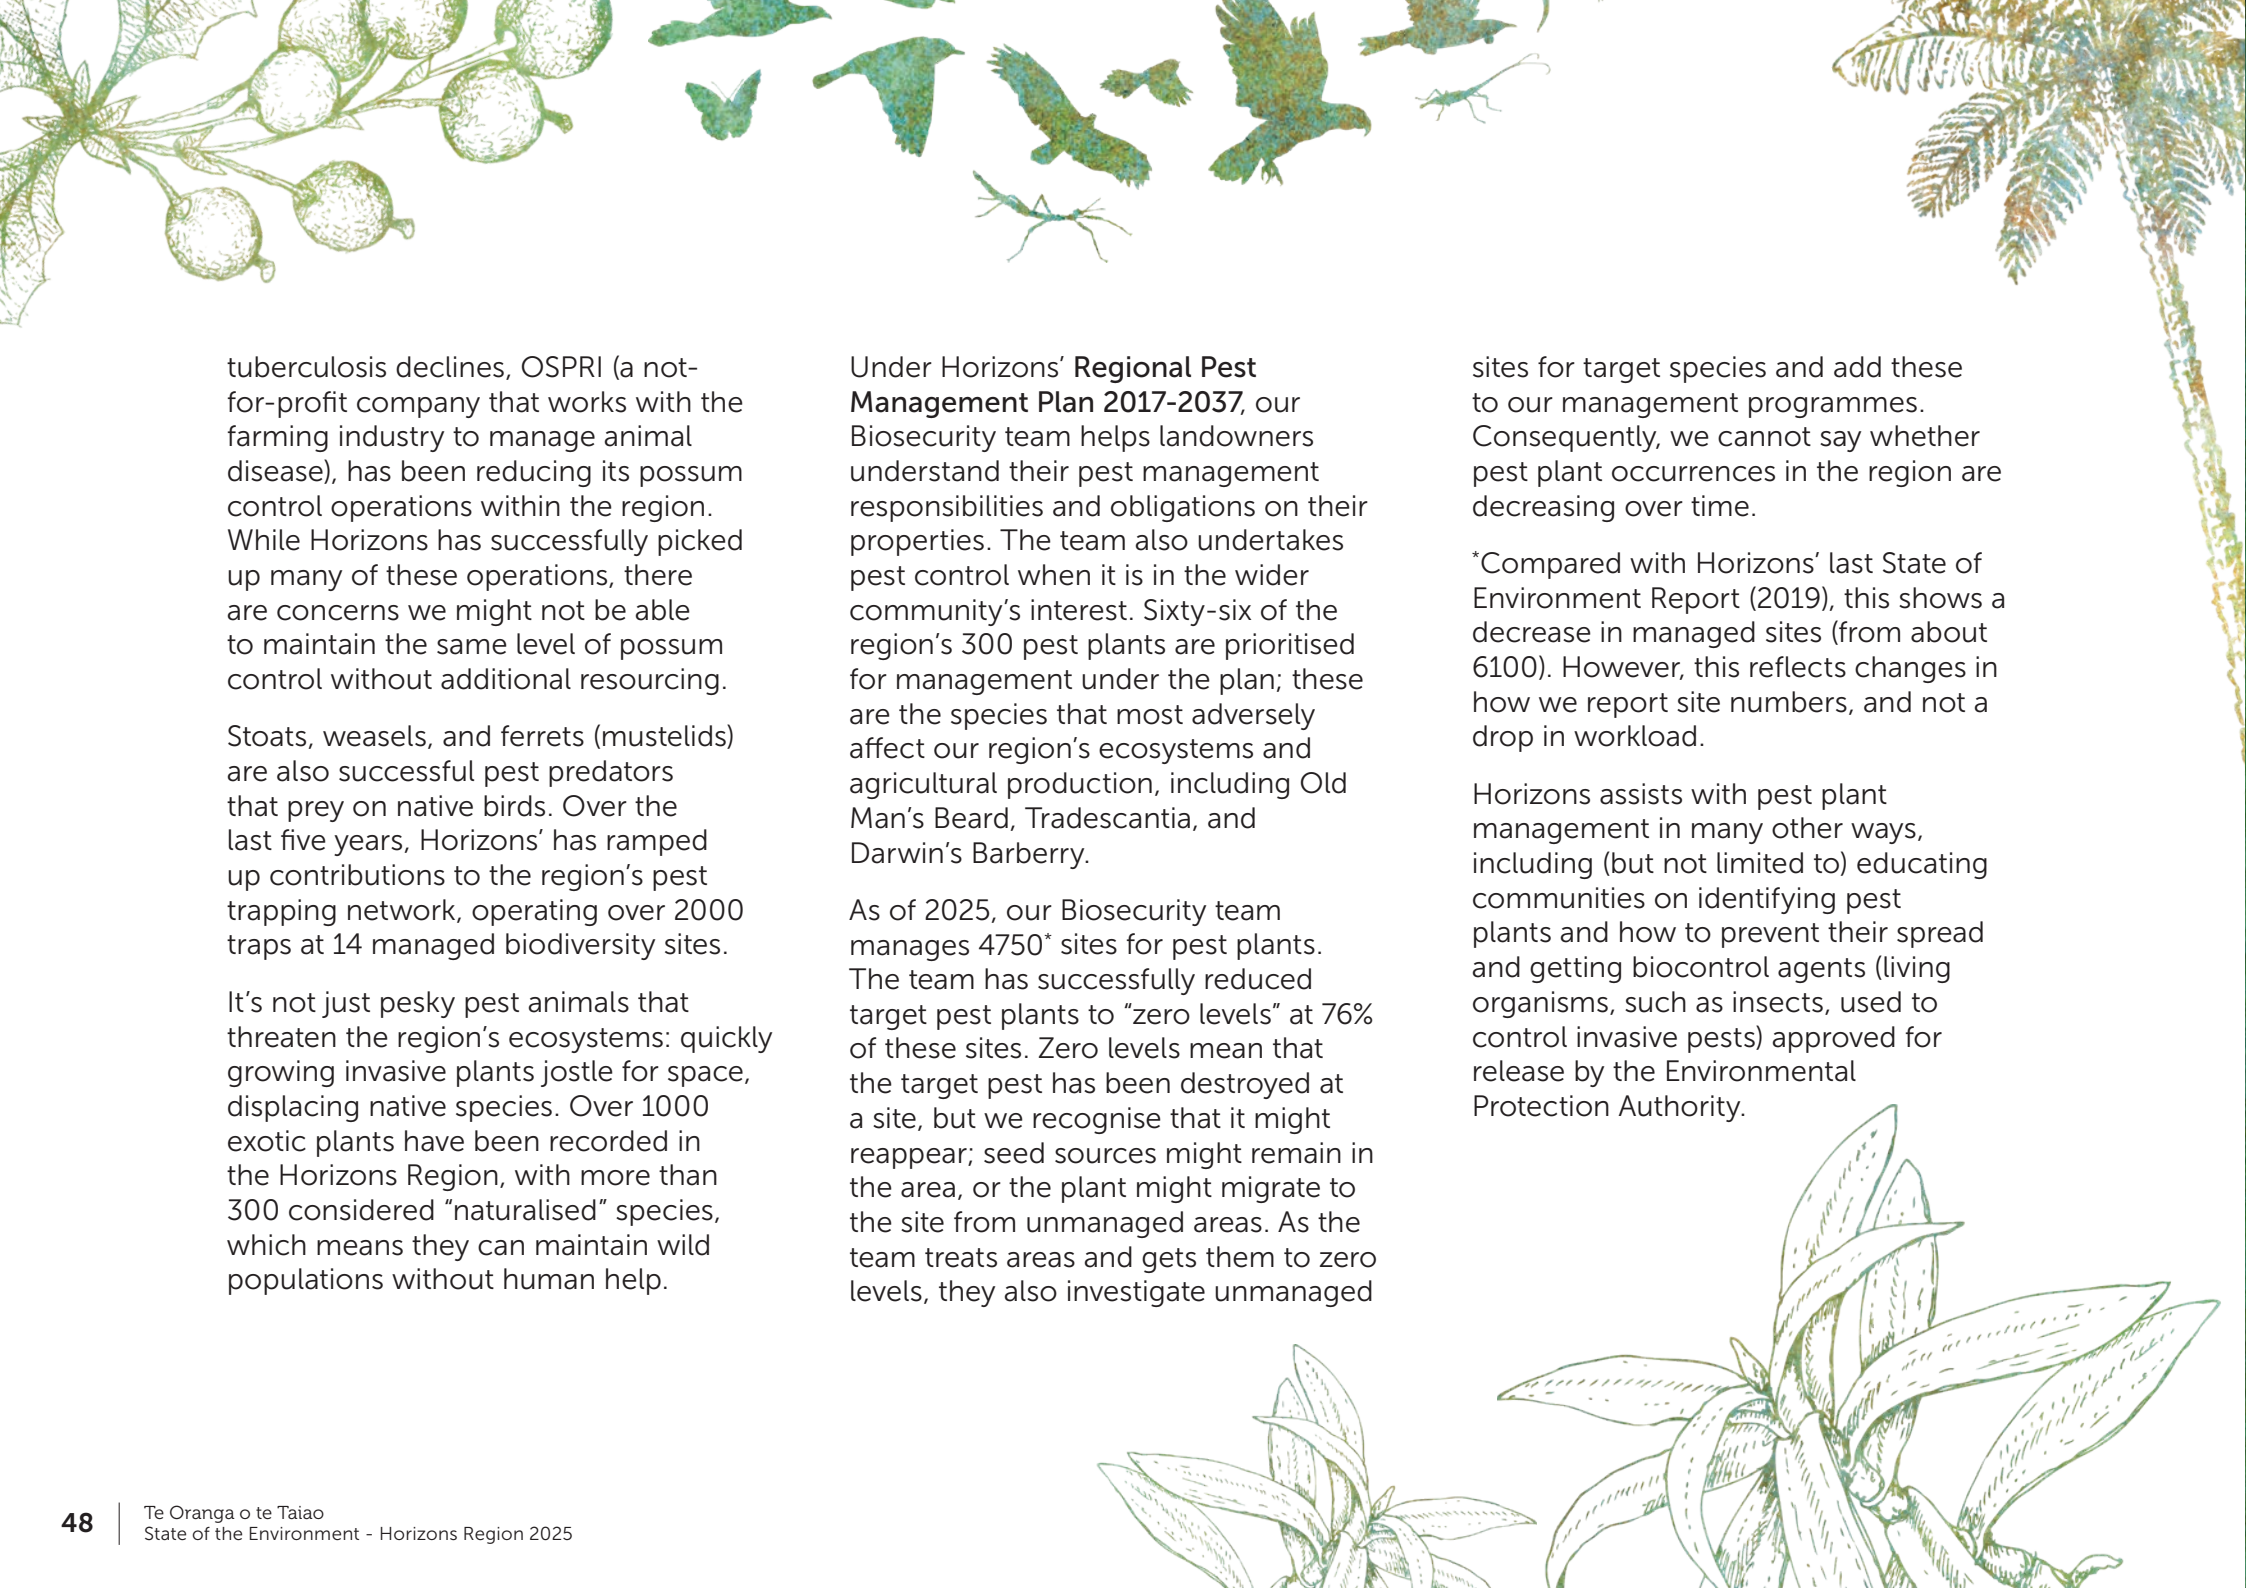 tuberculosis declines, OSPRI (a not-
for-profit company that works with the
farming industry to manage animal
disease), has been reducing its possum
control operations within the region.
While Horizons has successfully picked
up many of these operations, there
are concerns we might not be able
to maintain the same level of possum
control without additional resourcing.
Stoats, weasels, and ferrets (mustelids)
are also successful pest predators
that prey on native birds. Over the
last five years, Horizons’ has ramped
up contributions to the region’s pest
trapping network, operating over 2000
traps at 14 managed biodiversity sites.
It’s not just pesky pest animals that
threaten the region’s ecosystems: quickly
growing invasive plants jostle for space,
displacing native species. Over 1000
exotic plants have been recorded in
the Horizons Region, with more than
300 considered “naturalised” species,
which means they can maintain wild
populations without human help.
Under Horizons’ Regional Pest
Management Plan 2017-2037, our
Biosecurity team helps landowners
understand their pest management
responsibilities and obligations on their
properties. The team also undertakes
pest control when it is in the wider
community’s interest. Sixty-six of the
region’s 300 pest plants are prioritised
for management under the plan; these
are the species that most adversely
affect our region’s ecosystems and
agricultural production, including Old
Man’s Beard, Tradescantia, and
Darwin’s Barberry.
As of 2025, our Biosecurity team
manages 4750* sites for pest plants.
The team has successfully reduced
target pest plants to “zero levels” at 76%
of these sites. Zero levels mean that
the target pest has been destroyed at
a site, but we recognise that it might
reappear; seed sources might remain in
the area, or the plant might migrate to
the site from unmanaged areas. As the
team treats areas and gets them to zero
levels, they also investigate unmanaged
sites for target species and add these
to our management programmes.
Consequently, we cannot say whether
pest plant occurrences in the region are
decreasing over time.
*Compared with Horizons’ last State of
Environment Report (2019), this shows a
decrease in managed sites (from about
6100). However, this reflects changes in
how we report site numbers, and not a
drop in workload.
Horizons assists with pest plant
management in many other ways,
including (but not limited to) educating
communities on identifying pest
plants and how to prevent their spread
and getting biocontrol agents (living
organisms, such as insects, used to
control invasive pests) approved for
release by the Environmental
Protection Authority.
48
Te Oranga o te Taiao
State of the Environment - Horizons Region 2025